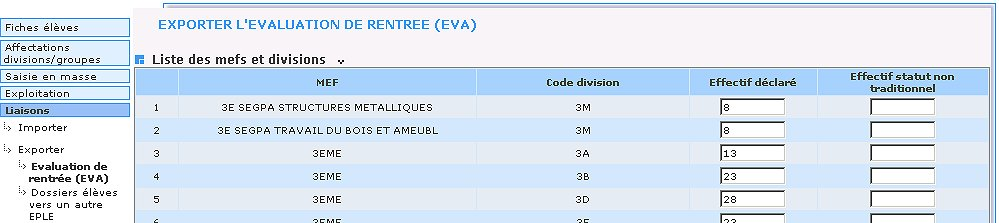 EXPORTER L'EVALUATION DE RENTREE (EVA)
Fiches élèves
Affectations
divisions/groupes
Saisie en masse
Exploitation
Liaisons
Importer
Exporter
Evaluation de
rentrée (EVA)
Dossiers élèves
vers un autre
EPLE
Liste des mefs et divisions
MEF Code division Effectif déclaré Effectif statut non
traditionnel
1 3E SEGPA STRUCTURES METALLIQUES 3M 8
2 3E SEGPA TRAVAIL DU BOIS ET AMEUBL 3M 8
3 3EME 3A 13
4 3EME 3B 23
5 3EME 3D 28
3EME 23